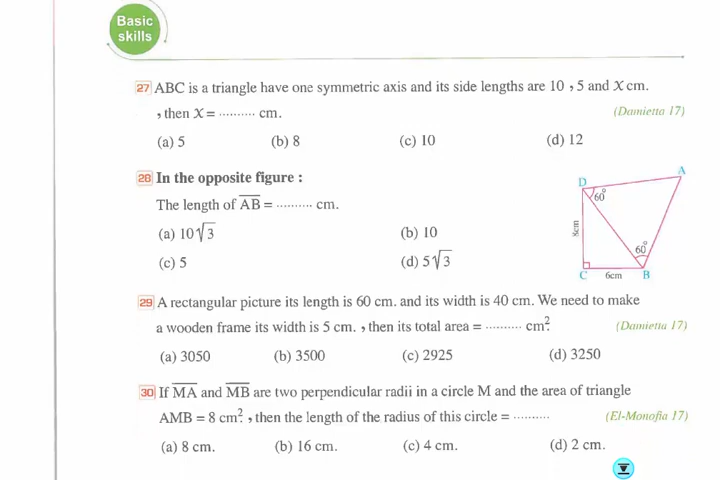 Basic
skills
27 ABC is a triangle have one symmetric axis and its side lengths are 10 , 5 and X cm.
, then X = ·········· cm. (Damietta 17)
(a) 5 (b) 8 (c) 10 (d) 12
28 In the opposite figure :
The length of \overline{AB} = ·········· cm.
(a) 10√3 (b) 10
(c) 5 (d) 5√3
D A 60° 8cm 60° C 6cm B
29 A rectangular picture its length is 60 cm. and its width is 40 cm. We need to make
a wooden frame its width is 5 cm. , then its total area = ·········· cm².
(Damietta 17)
(a) 3050 (b) 3500 (c) 2925 (d) 3250
30 If \overline{MA} and \overline{MB} are two perpendicular radii in a circle M and the area of triangle
AMB = 8 cm². , then the length of the radius of this circle = ·········· (El-Monofia 17)
(a) 8 cm. (b) 16 cm. (c) 4 cm. (d) 2 cm.